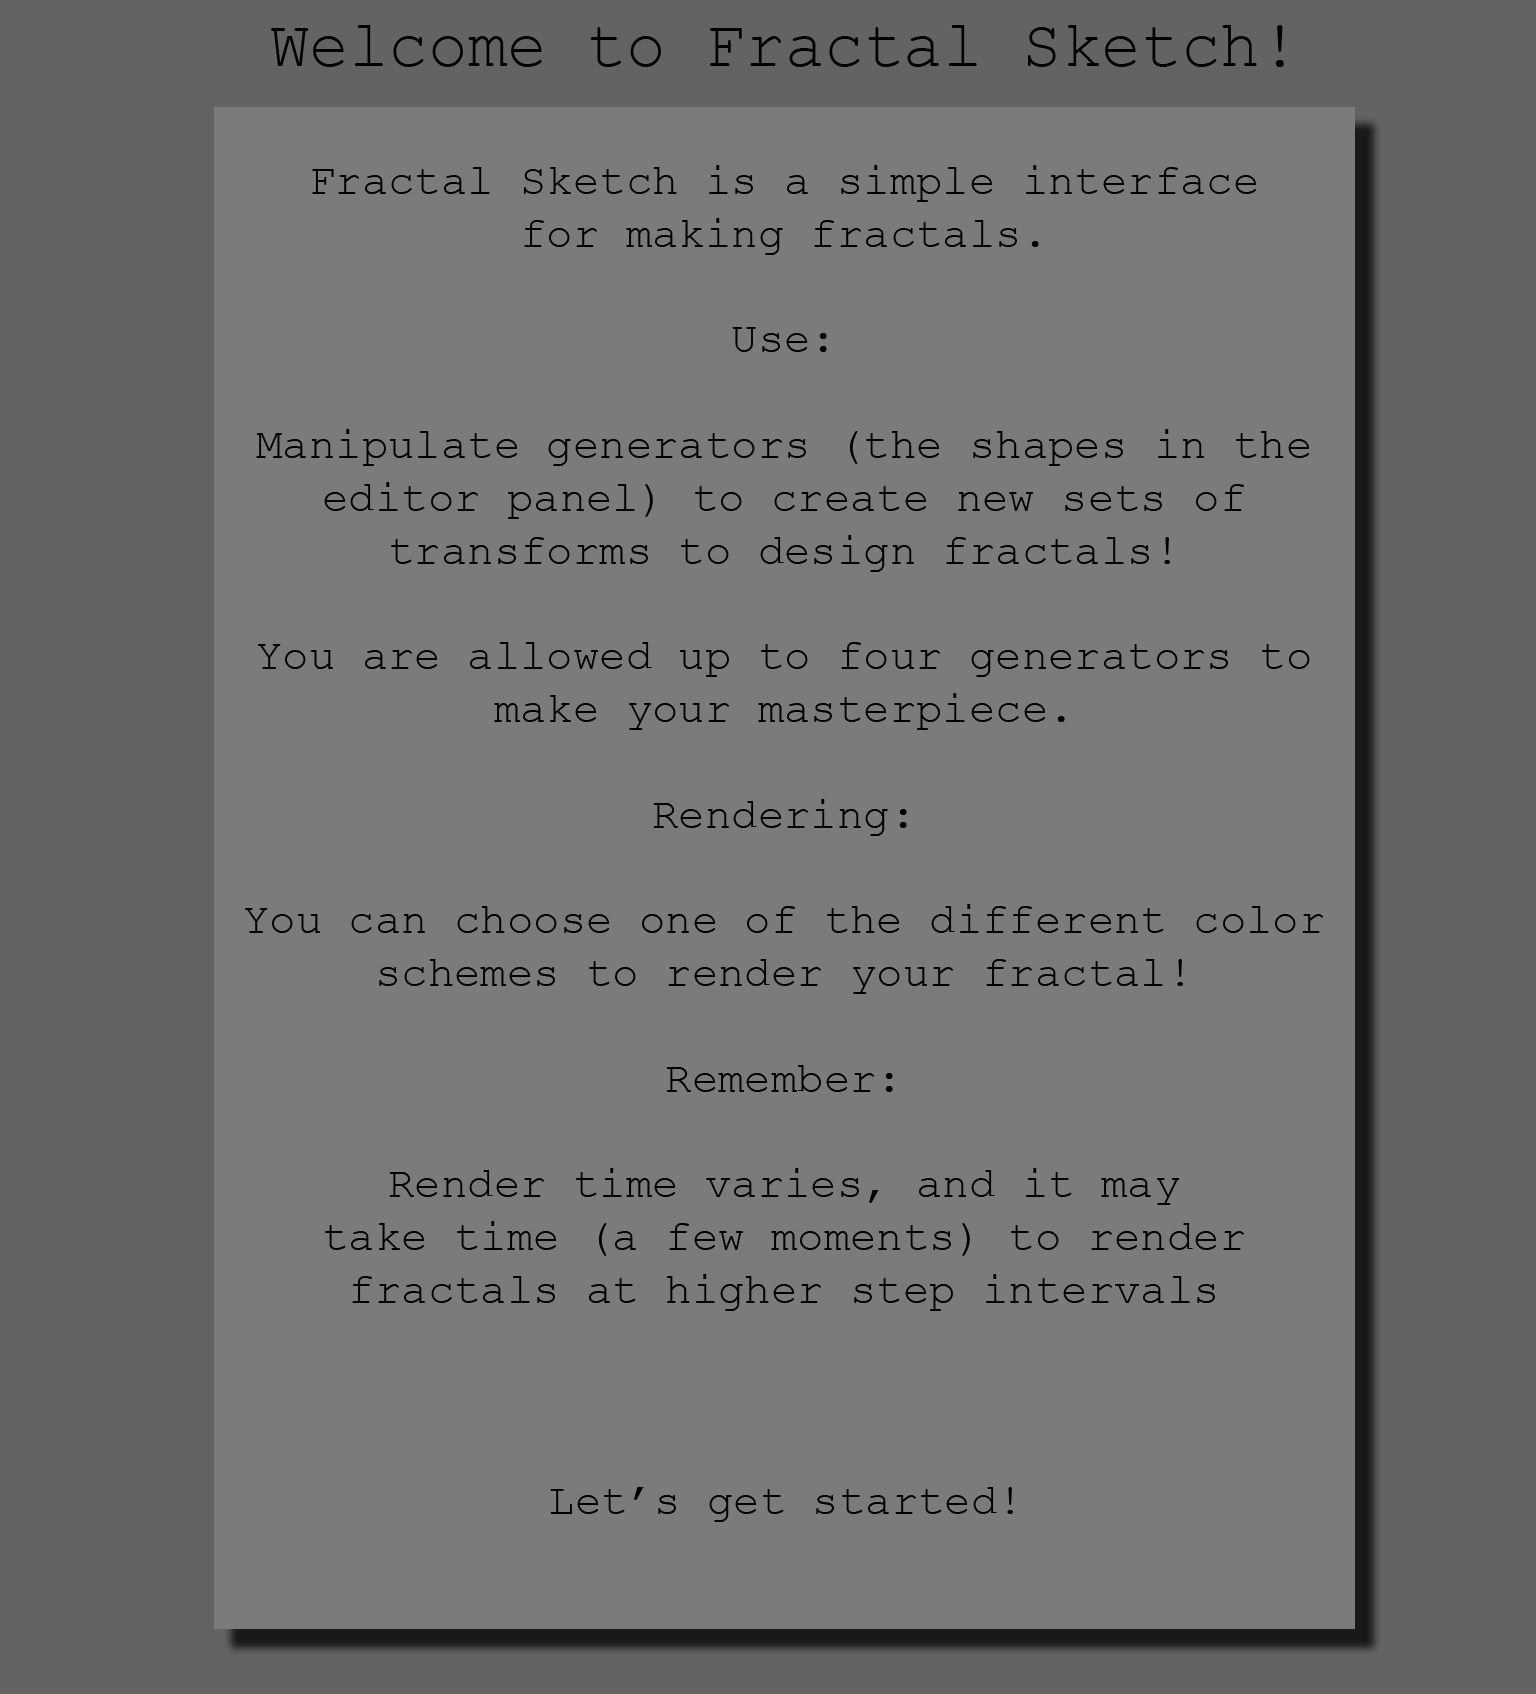 Welcome to Fractal Sketch!
Fractal Sketch is a simple interface
for making fractals.
Use:
Manipulate generators (the shapes in the
editor panel) to create new sets of
transforms to design fractals!
You are allowed up to four generators to
make your masterpiece.
Rendering:
You can choose one of the different color
schemes to render your fractal!
Remember:
Render time varies, and it may
take time (a few moments) to render
fractals at higher step intervals
Let’s get started!